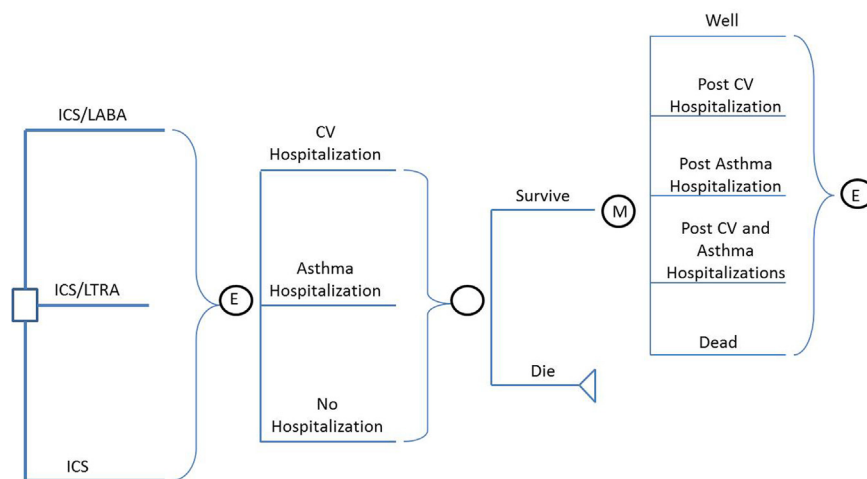 ICS/LABA
ICS/LTRA
ICS
E
CV
Hospitalization
Asthma
Hospitalization
No
Hospitalization
Survive
Die
M
Well
Post CV
Hospitalization
Post Asthma
Hospitalization
Post CV and
Asthma
Hospitalizations
Dead
E